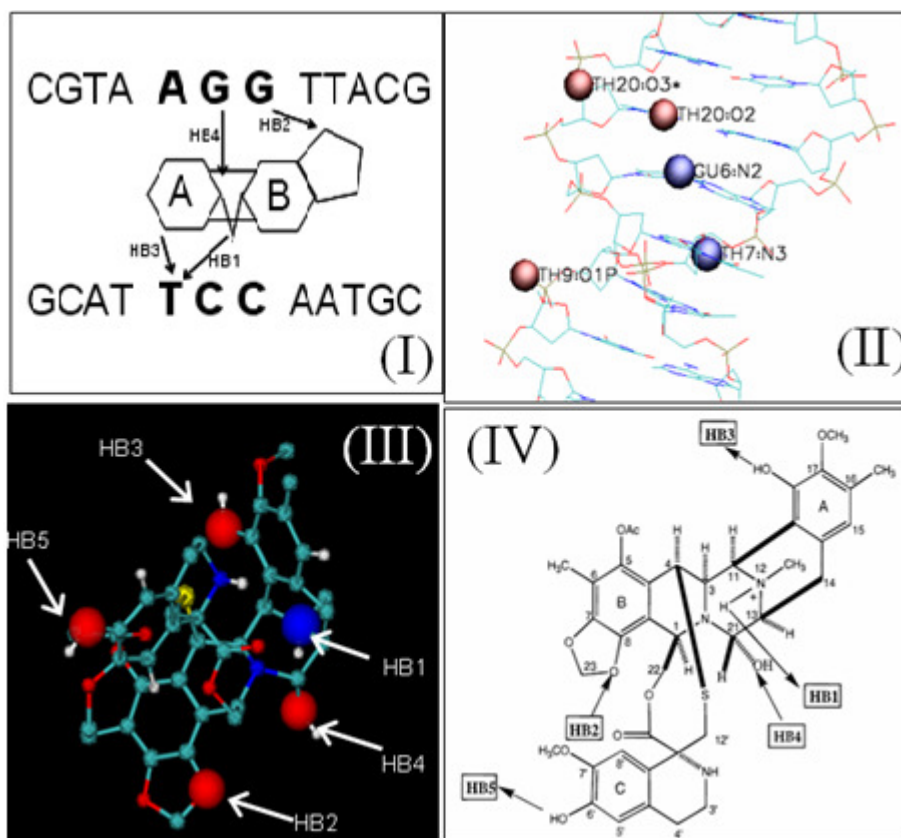 CGTA AGG TTACG
HB4
HB2
A B
HB3
HB1
GCAT TCC AATGC
(I)
(II)
TH20:O3*
TH20:O2
GU6:N2
TH7:N3
TH9:O1P
(III)
HB3
HB5
HB1
HB4
HB2
(IV)
HB3
OCH3
HO
17
16
CH3
A
15
OAc
H
H
H
5
4
3
11
12
CH3
N
+
14
H3C
6
B
7
8
1
N
H
13
H
21
O
23
O
22
H
H
OH
HB2
O
S
HB1
HB4
O
12'
H3CO
7'
8'
NH
HB5
C
HO
6'
5'
3'
4'